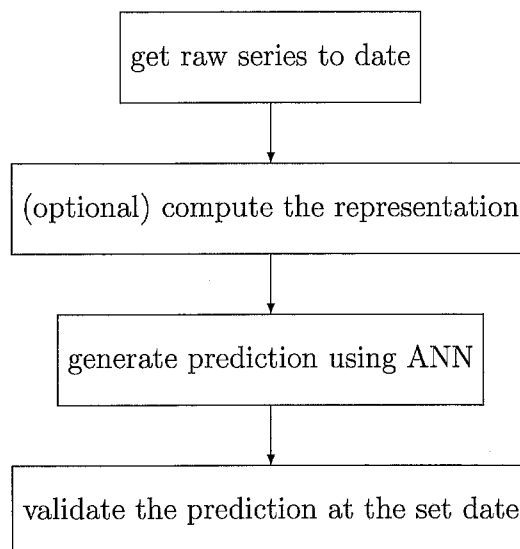 get raw series to date
(optional) compute the representation
generate prediction using ANN
validate the prediction at the set date